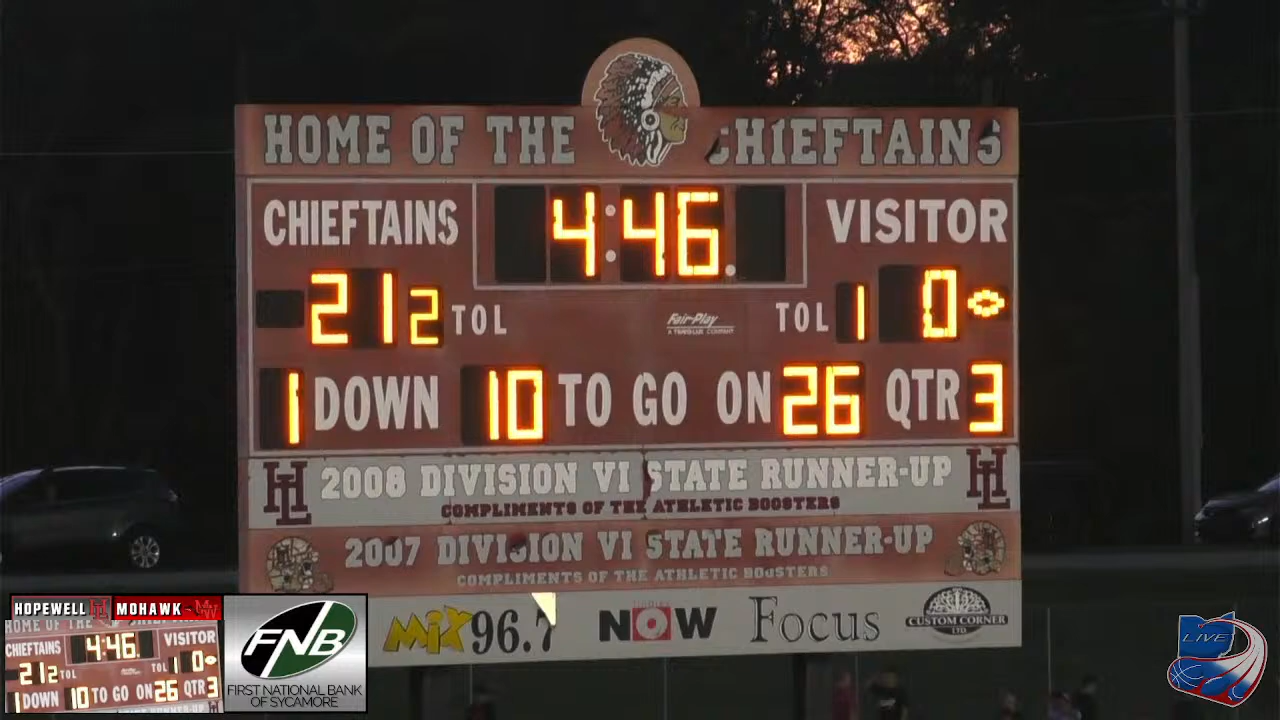 HOME OF THE CHIEFTAINS
CHIEFTAINS 4:46 VISITOR
21 2 TOL Fair-Play TOL 1 0
1 DOWN 10 TO GO ON 26 QTR 3
HL 2008 DIVISION VI STATE RUNNER-UP HL
COMPLIMENTS OF THE ATHLETIC BOOSTERS
2007 DIVISION VI STATE RUNNER-UP
COMPLIMENTS OF THE ATHLETIC BOOSTERS
MIX 96.7 NOW Focus CUSTOM CORNER LTD
HOPEWELL HL MOHAWK
HOME OF THE CHIEFTAINS
CHIEFTAINS 4:46 VISITOR
21 2 TOL TOL 1 0
1 DOWN 10 TO GO ON 26 QTR 3
FNB
FIRST NATIONAL BANK
OF SYCAMORE
LIVE